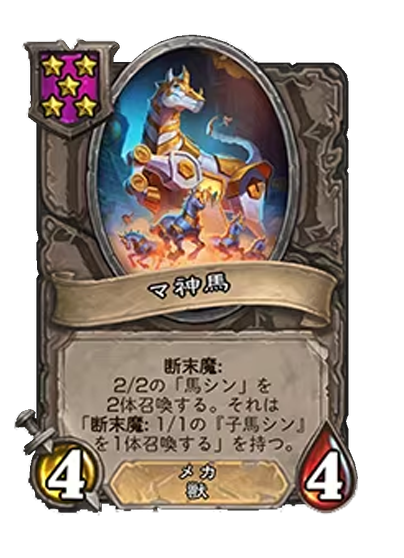 マ神馬
断末魔:
2/2の「馬シン」を
2体召喚する。それは
「断末魔: 1/1の『子馬シン』
を1体召喚する」を持つ。
4
メカ
獣
4